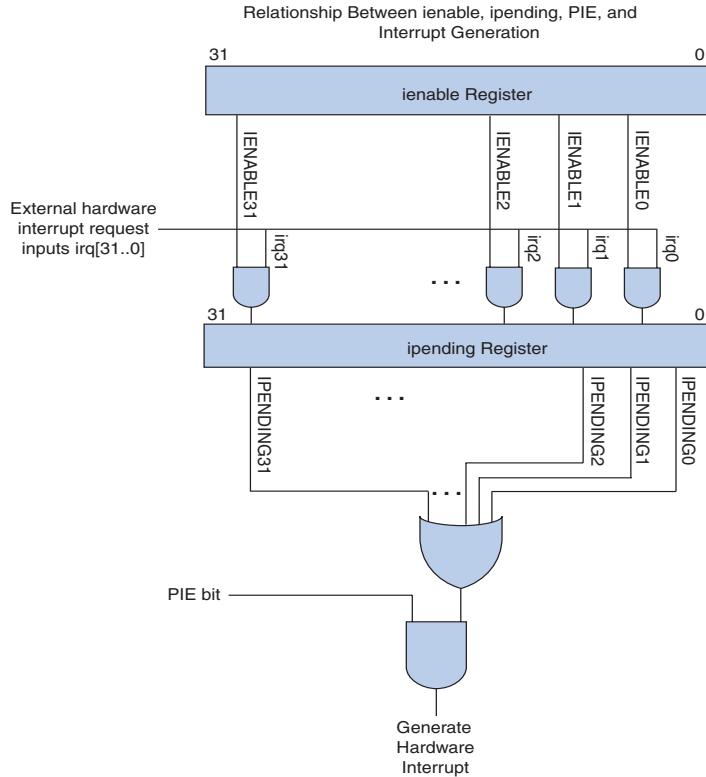 Relationship Between ienable, ipending, PIE, and
Interrupt Generation
31
0
ienable Register
IENABLE31
IENABLE2
IENABLE1
IENABLE0
External hardware
interrupt request
inputs irq[31..0]
irq31
...
irq2
irq1
irq0
31
0
ipending Register
IPENDING31
...
IPENDING2
IPENDING1
IPENDING0
...
PIE bit
Generate
Hardware
Interrupt